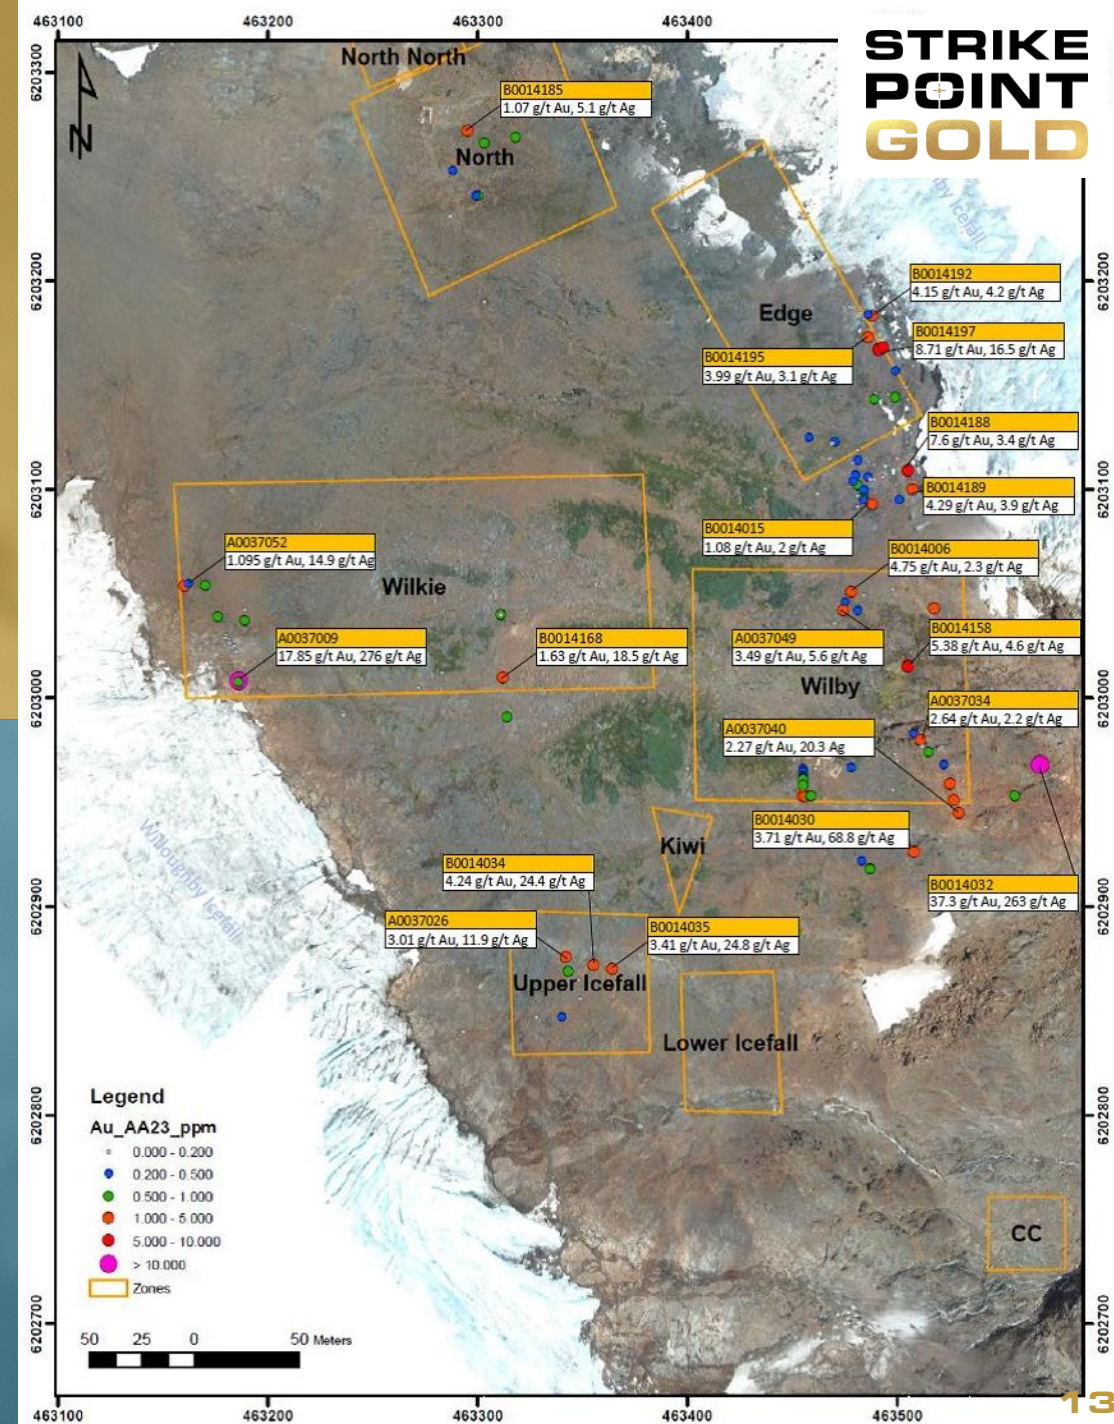 463100
463200
463300
463400
STRIKE
POINT
GOLD
6203300
6203200
6203100
6203000
6202900
6202800
6202700
N
North North
B0014185
1.07 g/t Au, 5.1 g/t Ag
North
by Icefall
B0014192
4.15 g/t Au, 4.2 g/t Ag
Edge
B0014197
8.71 g/t Au, 16.5 g/t Ag
B0014195
3.99 g/t Au, 3.1 g/t Ag
B0014188
7.6 g/t Au, 3.4 g/t Ag
B0014189
4.29 g/t Au, 3.9 g/t Ag
B0014015
1.08 g/t Au, 2 g/t Ag
A0037052
1.095 g/t Au, 14.9 g/t Ag
B0014006
4.75 g/t Au, 2.3 g/t Ag
Wilkie
A0037009
17.85 g/t Au, 276 g/t Ag
B0014168
1.63 g/t Au, 18.5 g/t Ag
A0037049
3.49 g/t Au, 5.6 g/t Ag
B0014158
5.38 g/t Au, 4.6 g/t Ag
Wilby
A0037034
2.64 g/t Au, 2.2 g/t Ag
A0037040
2.27 g/t Au, 20.3 Ag
B0014030
3.71 g/t Au, 68.8 g/t Ag
Kiwi
B0014034
4.24 g/t Au, 24.4 g/t Ag
B0014032
37.3 g/t Au, 263 g/t Ag
Willoughby Icefall
A0037026
3.01 g/t Au, 11.9 g/t Ag
B0014035
3.41 g/t Au, 24.8 g/t Ag
Upper Icefall
Lower Icefall
CC
Legend
Au_AA23_ppm
0.000 - 0.200
0.200 - 0.500
0.500 - 1.000
1.000 - 5.000
5.000 - 10.000
> 10.000
Zones
50 25 0 50 Meters
6203200
6203100
6203000
6202900
6202800
6202700
463100
463200
463300
463400
463500
13